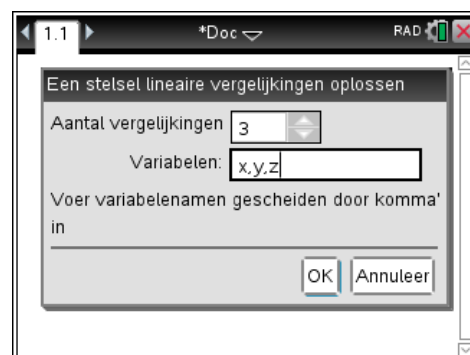 1.1 *Doc RAD
Een stelsel lineaire vergelijkingen oplossen
Aantal vergelijkingen 3
Variabelen: x,y,z
Voer variabelenamen gescheiden door komma'
in
OK Annuleer